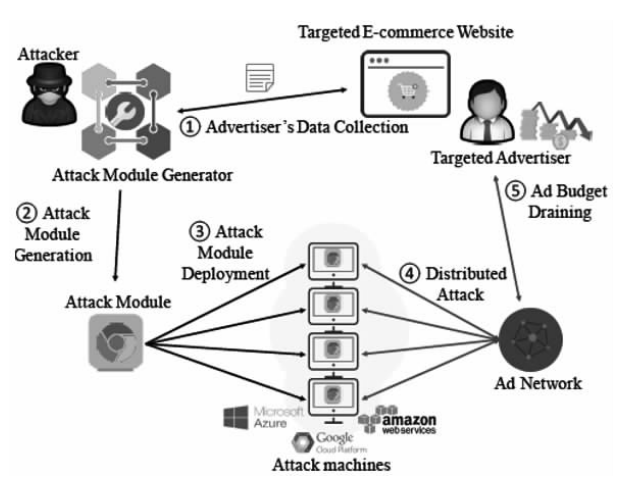 Targeted E-commerce Website
Attacker
① Advertiser's Data Collection
Attack Module Generator
Targeted Advertiser
② Attack
Module
Generation
③ Attack
Module
Deployment
⑤ Ad Budget
Draining
④ Distributed
Attack
Attack Module
Ad Network
Microsoft
Azure
amazon
webservices
Google
Cloud Platform
Attack machines